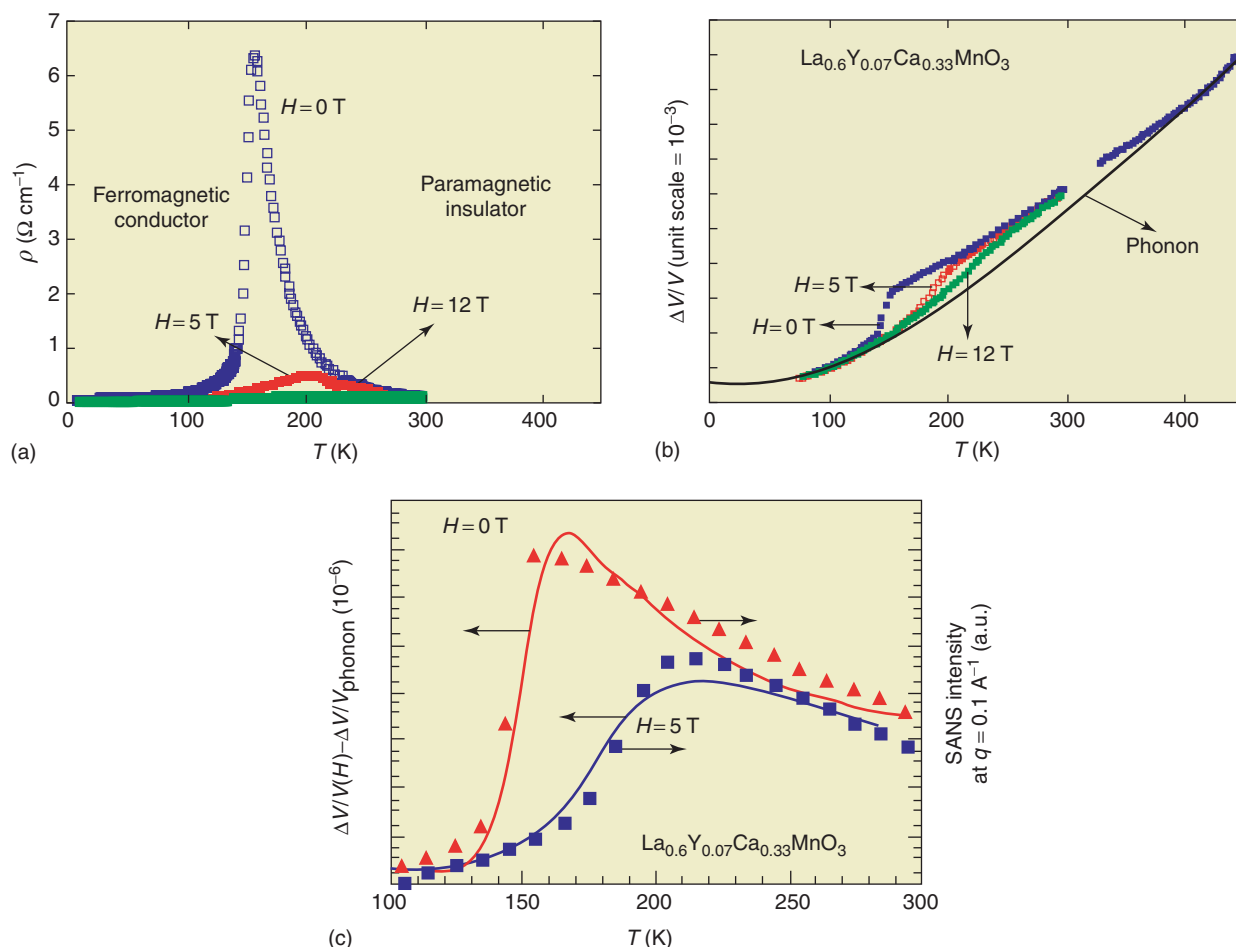 7
6
5
4
3
2
1
0
ρ (Ω cm⁻¹)
H = 0 T
Ferromagnetic
conductor
Paramagnetic
insulator
H = 5 T
H = 12 T
0 100 200 300 400
(a)
T (K)
La₀.₆Y₀.₀₇Ca₀.₃₃MnO₃
ΔV/V (unit scale = 10⁻³)
Phonon
H = 5 T
H = 0 T
H = 12 T
0 100 200 300 400
(b)
T (K)
H = 0 T
ΔV/V(H)–ΔV/Vphonon (10⁻⁶)
H = 5 T
SANS intensity
at q = 0.1 A⁻¹ (a.u.)
La₀.₆Y₀.₀₇Ca₀.₃₃MnO₃
100 150 200 250 300
(c)
T (K)